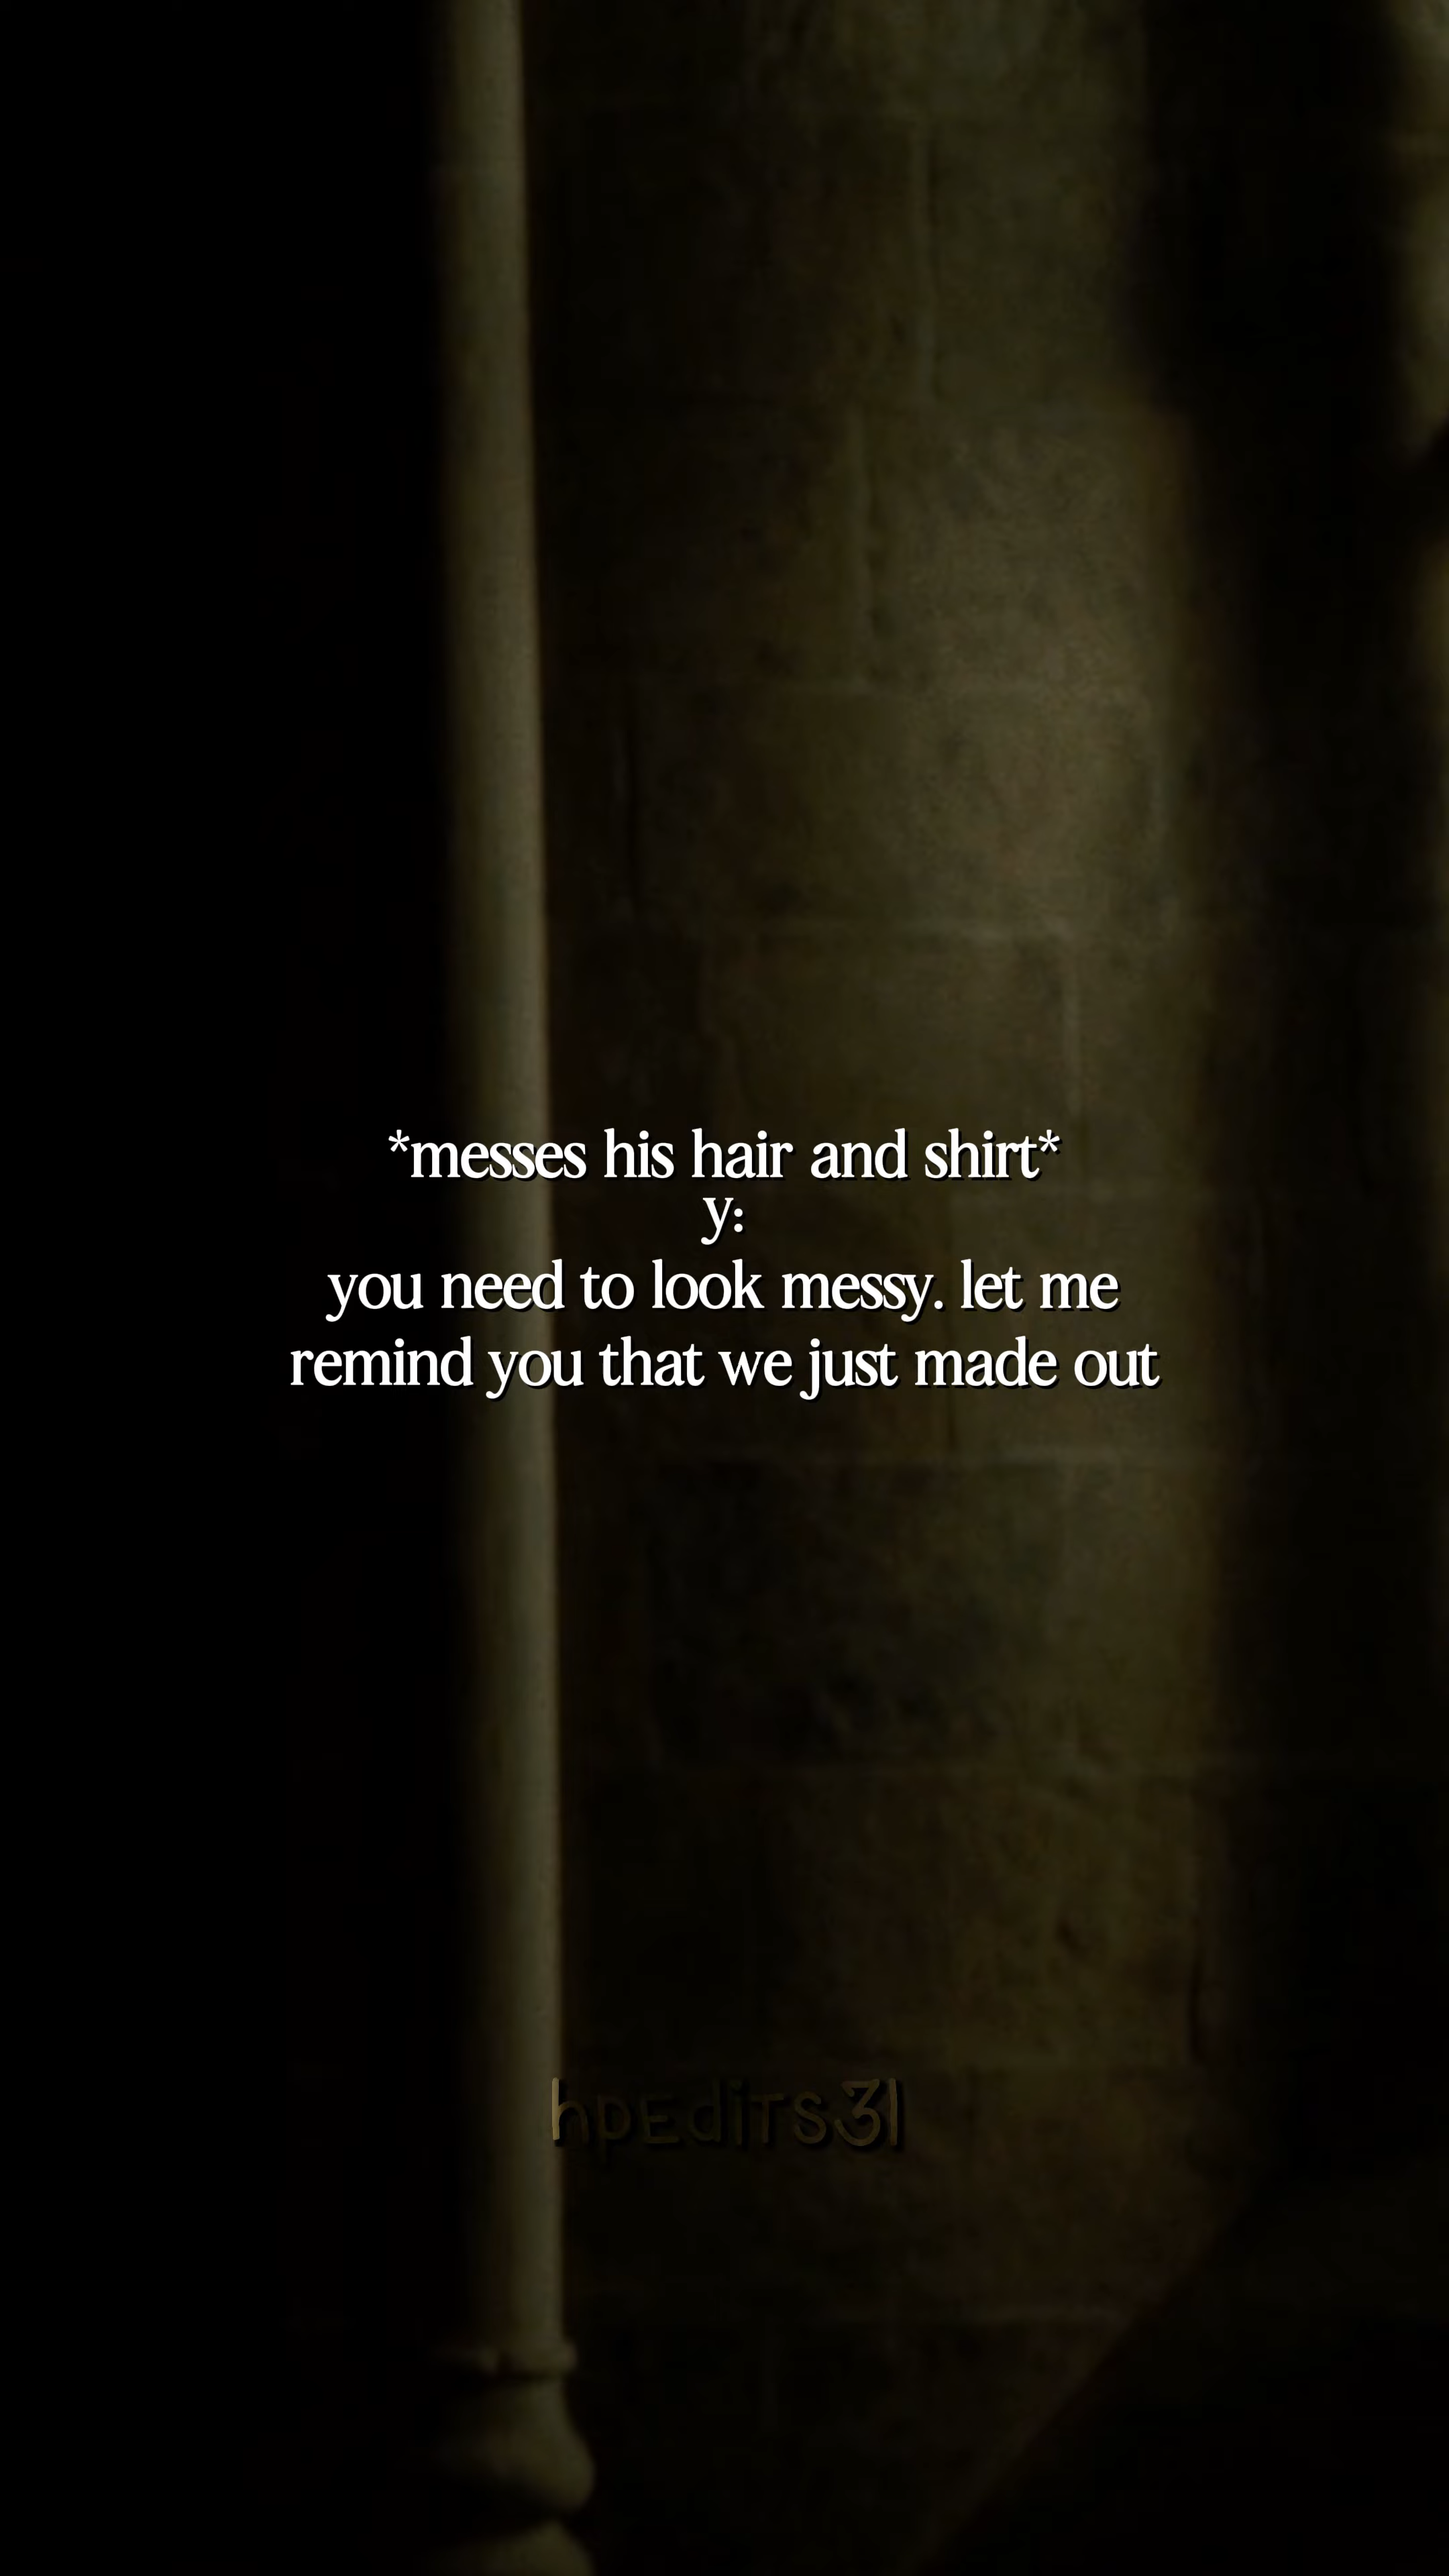 *messes his hair and shirt*
y:
you need to look messy. let me
remind you that we just made out
hpEdiTs31